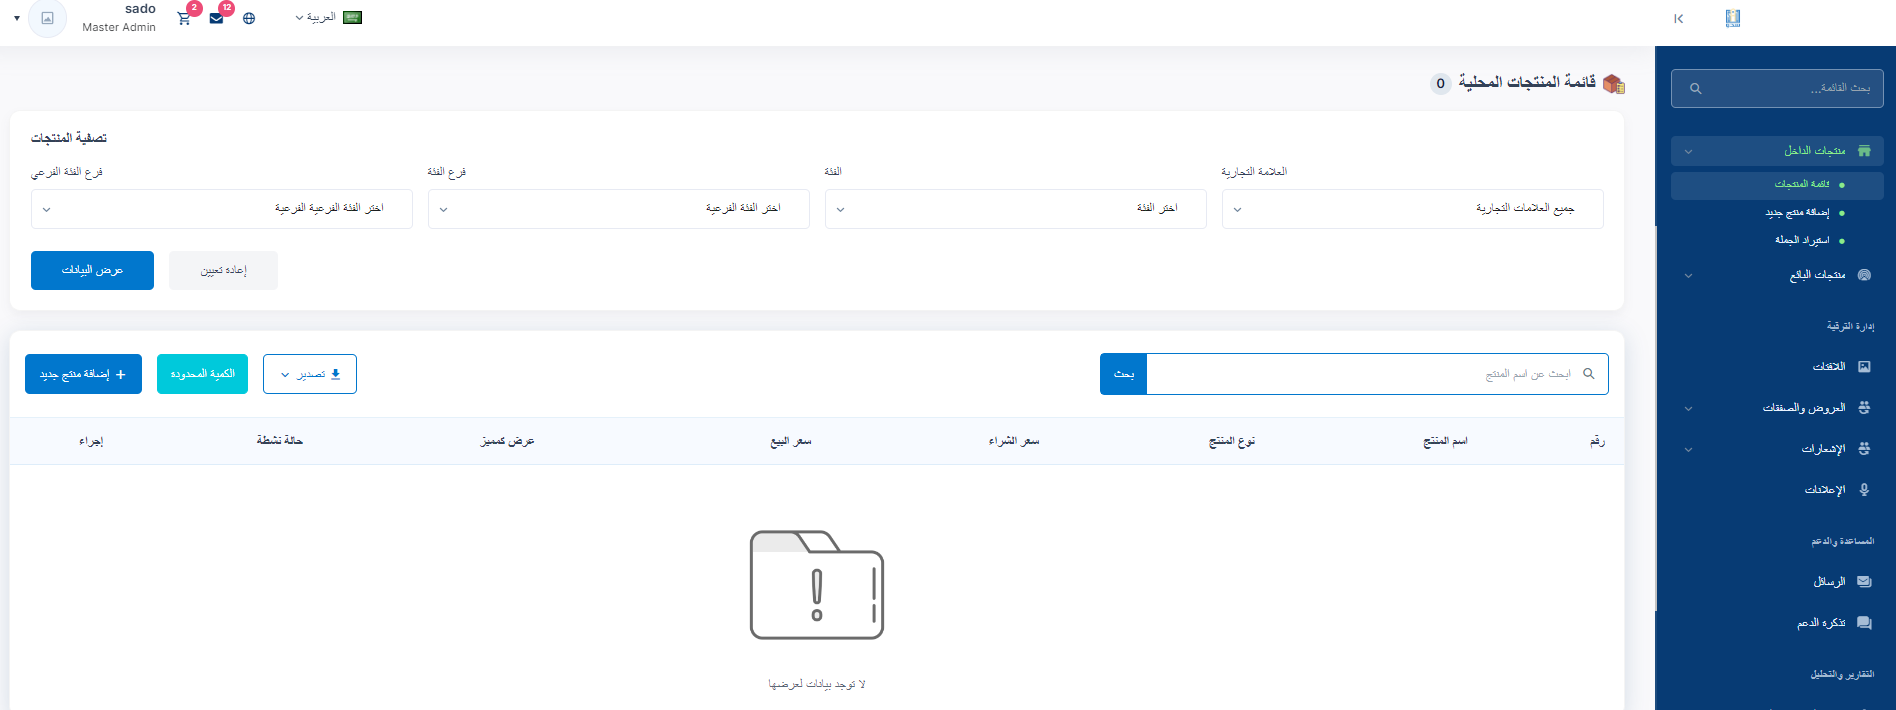 sado
Master Admin
2
12
العربية
بحث القائمة...
منتجات الداخل
قائمة المنتجات
إضافة منتج جديد
استيراد الجملة
منتجات البائع
إدارة الترقية
اللافتات
العروض والصفقات
الإشعارات
الإعلانات
المساعدة والدعم
الرسائل
تذكرة الدعم
التقارير والتحليل
قائمة المنتجات المحلية 0
تصفية المنتجات
العلامة التجارية
الفئة
فرع الفئة
فرع الفئة الفرعي
جميع العلامات التجارية
اختر الفئة
اختر الفئة الفرعية
اختر الفئة الفرعية الفرعية
إعادة تعيين
عرض البيانات
ابحث عن اسم المنتج
بحث
تصدير
الكمية المحدودة
+ إضافة منتج جديد
رقم
اسم المنتج
نوع المنتج
سعر الشراء
سعر البيع
عرض كمميز
حالة نشطة
إجراء
لا توجد بيانات لعرضها